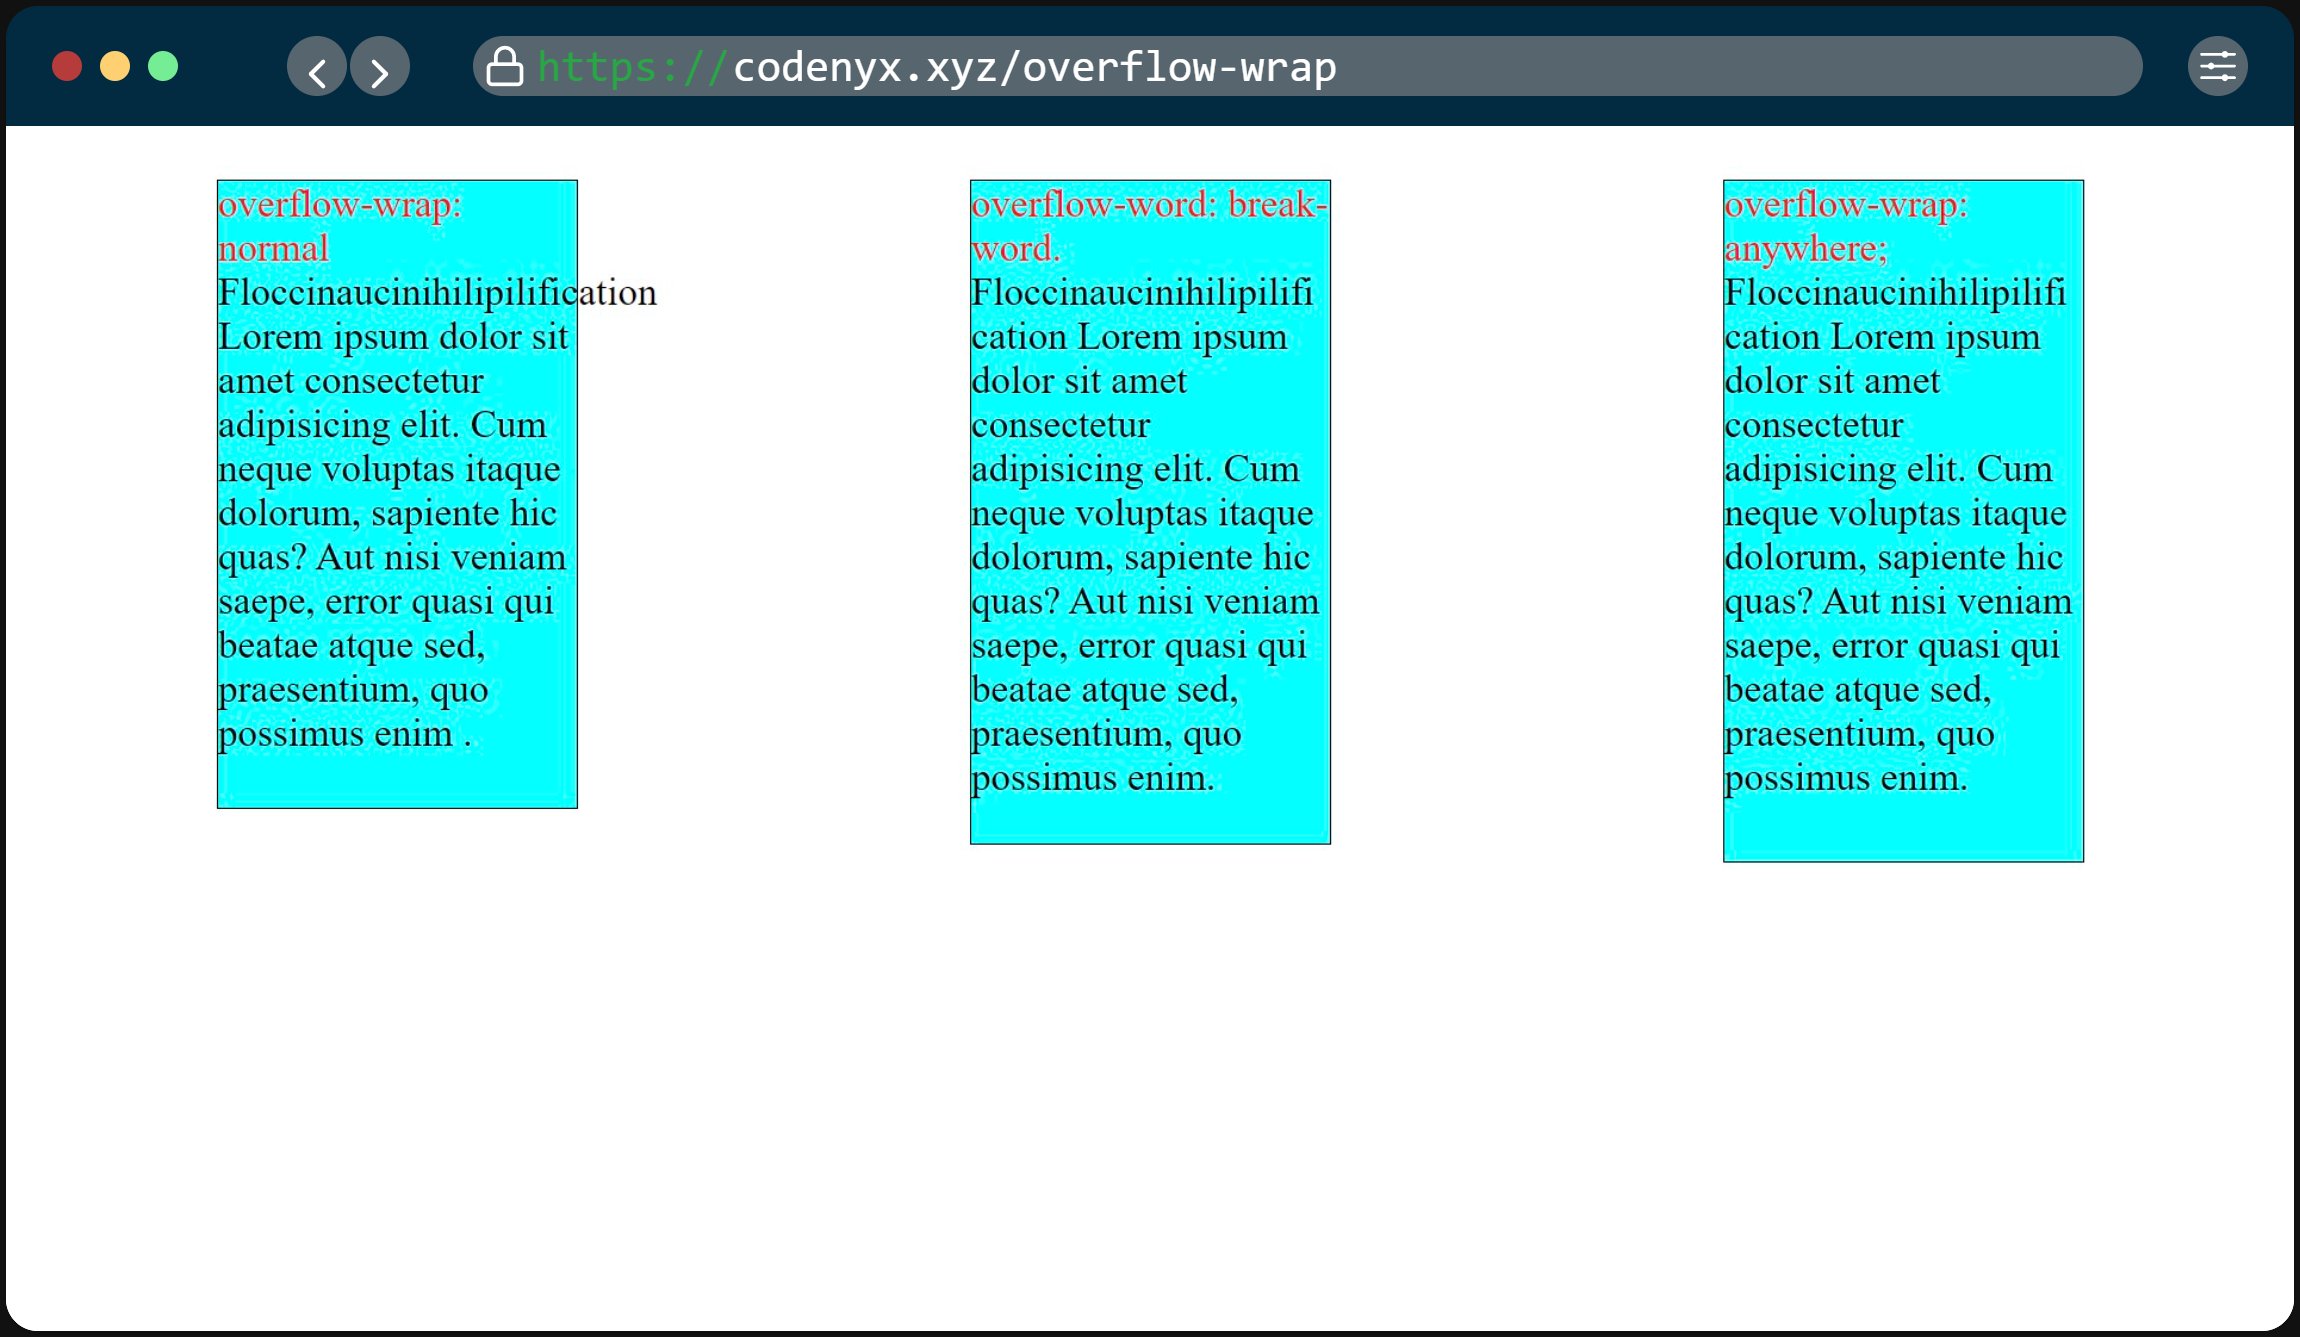 https://codenyx.xyz/overflow-wrap
overflow-wrap:
normal
Floccinaucinihilipilification
Lorem ipsum dolor sit
amet consectetur
adipisicing elit. Cum
neque voluptas itaque
dolorum, sapiente hic
quas? Aut nisi veniam
saepe, error quasi qui
beatae atque sed,
praesentium, quo
possimus enim .
overflow-word: break-
word.
Floccinaucinihilipilifi
cation Lorem ipsum
dolor sit amet
consectetur
adipisicing elit. Cum
neque voluptas itaque
dolorum, sapiente hic
quas? Aut nisi veniam
saepe, error quasi qui
beatae atque sed,
praesentium, quo
possimus enim.
overflow-wrap:
anywhere;
Floccinaucinihilipilifi
cation Lorem ipsum
dolor sit amet
consectetur
adipisicing elit. Cum
neque voluptas itaque
dolorum, sapiente hic
quas? Aut nisi veniam
saepe, error quasi qui
beatae atque sed,
praesentium, quo
possimus enim.